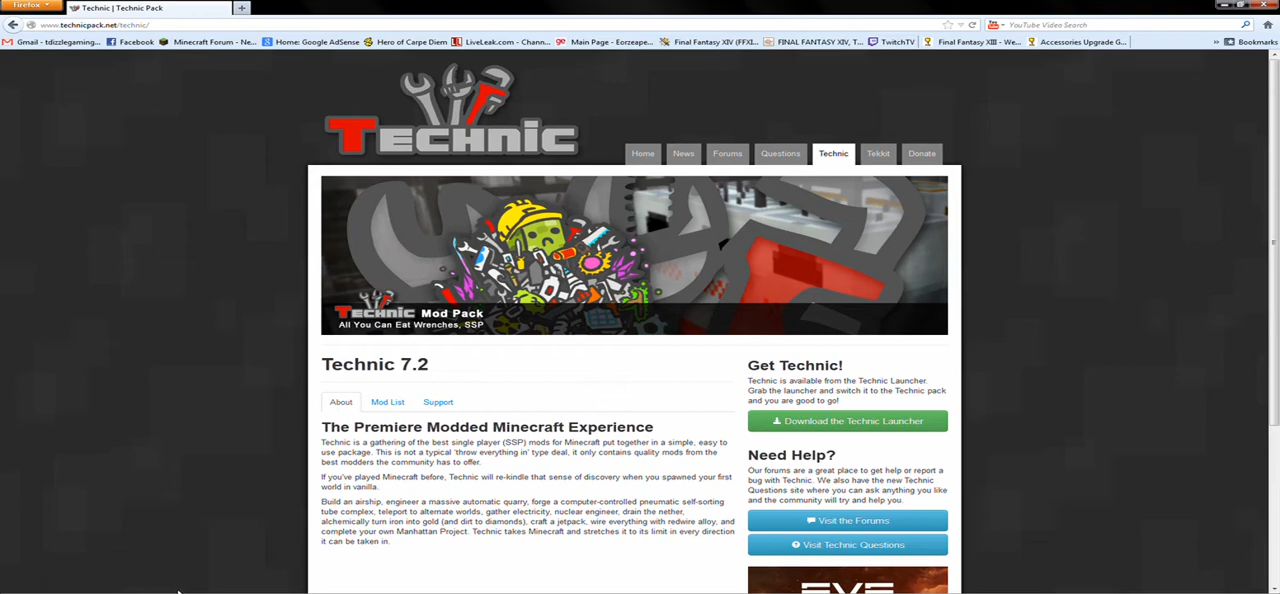 Firefox
Technic | Technic Pack
www.technicpack.net/technic/
YouTube Video Search
Gmail - tdizzlegaming... Facebook Minecraft Forum - Ne... Home: Google AdSense Hero of Carpe Diem LiveLeak.com - Chann... Main Page - Eorzeape... Final Fantasy XIV (FFXI... FINAL FANTASY XIV, T... TwitchTV Final Fantasy XIII - We... Accessories Upgrade G... » Bookmarks
TECHNIC
Home News Forums Questions Technic Tekkit Donate
TECHNIC Mod Pack
All You Can Eat Wrenches, SSP
Technic 7.2
About Mod List Support
The Premiere Modded Minecraft Experience
Technic is a gathering of the best single player (SSP) mods for Minecraft put together in a simple, easy to
use package. This is not a typical 'throw everything in' type deal, it only contains quality mods from the
best modders the community has to offer.
If you've played Minecraft before, Technic will re-kindle that sense of discovery when you spawned your first
world in vanilla.
Build an airship, engineer a massive automatic quarry, forge a computer-controlled pneumatic self-sorting
tube complex, teleport to alternate worlds, gather electricity, nuclear engineer, drain the nether,
alchemically turn iron into gold (and dirt to diamonds), craft a jetpack, wire everything with redwire alloy, and
complete your own Manhattan Project. Technic takes Minecraft and stretches it to its limit in every direction
it can be taken in.
Get Technic!
Technic is available from the Technic Launcher.
Grab the launcher and switch it to the Technic pack
and you are good to go!
Download the Technic Launcher
Need Help?
Our forums are a great place to get help or report a
bug with Technic. We also have the new Technic
Questions site where you can ask anything you like
and the community will try and help you.
Visit the Forums
Visit Technic Questions
EVE